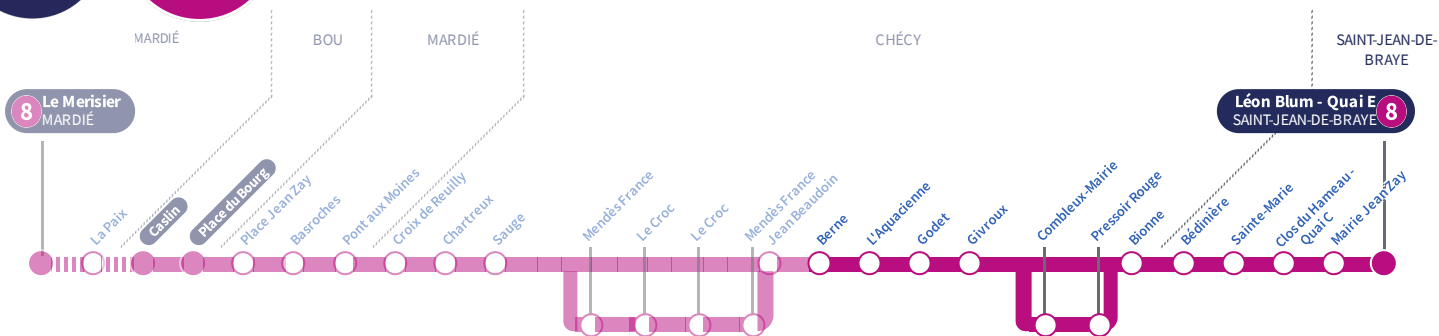 MARDIÉ
BOU
MARDIÉ
CHÉCY
SAINT-JEAN-DE-
BRAYE
8
Le Merisier
MARDIÉ
Léon Blum - Quai E
SAINT-JEAN-DE-BRAYE
8
La Paix
Caslin
Place du Bourg
Place Jean Zay
Basroches
Pont aux Moines
Croix de Reuilly
Chartreux
Sauge
Mendès France
Le Croc
Le Croc
Mendès France
Jean Beaudoin
Berne
L'Aquacienne
Godet
Givroux
Combleux-Mairie
Pressoir Rouge
Bionne
Bédinière
Sainte-Marie
Clos du Hameau-
Quai C
Mairie Jean Zay